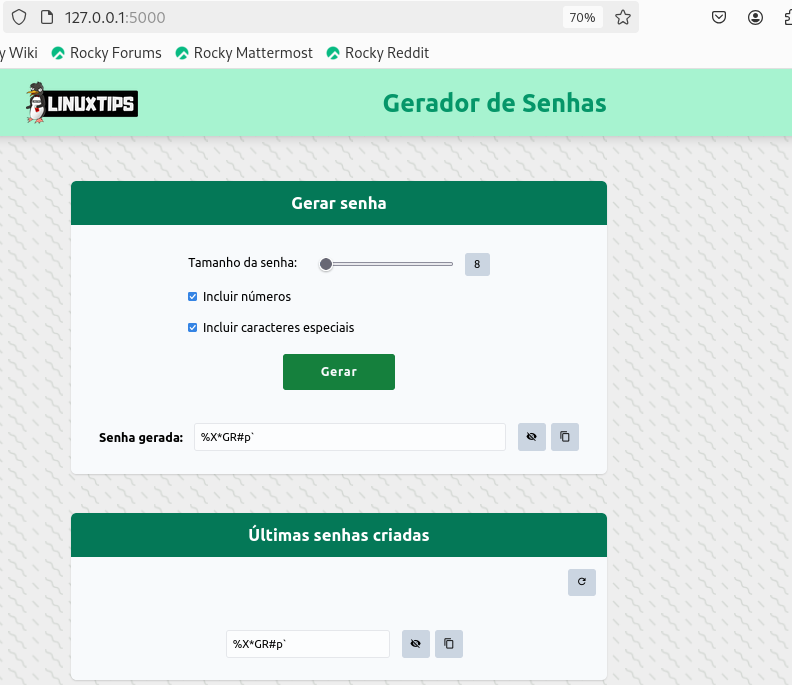 127.0.0.1:5000
70%
y Wiki Rocky Forums Rocky Mattermost Rocky Reddit
LINUXTIPS
Gerador de Senhas
Gerar senha
Tamanho da senha: 8
Incluir números
Incluir caracteres especiais
Gerar
Senha gerada: %X*GR#p`
Últimas senhas criadas
%X*GR#p`